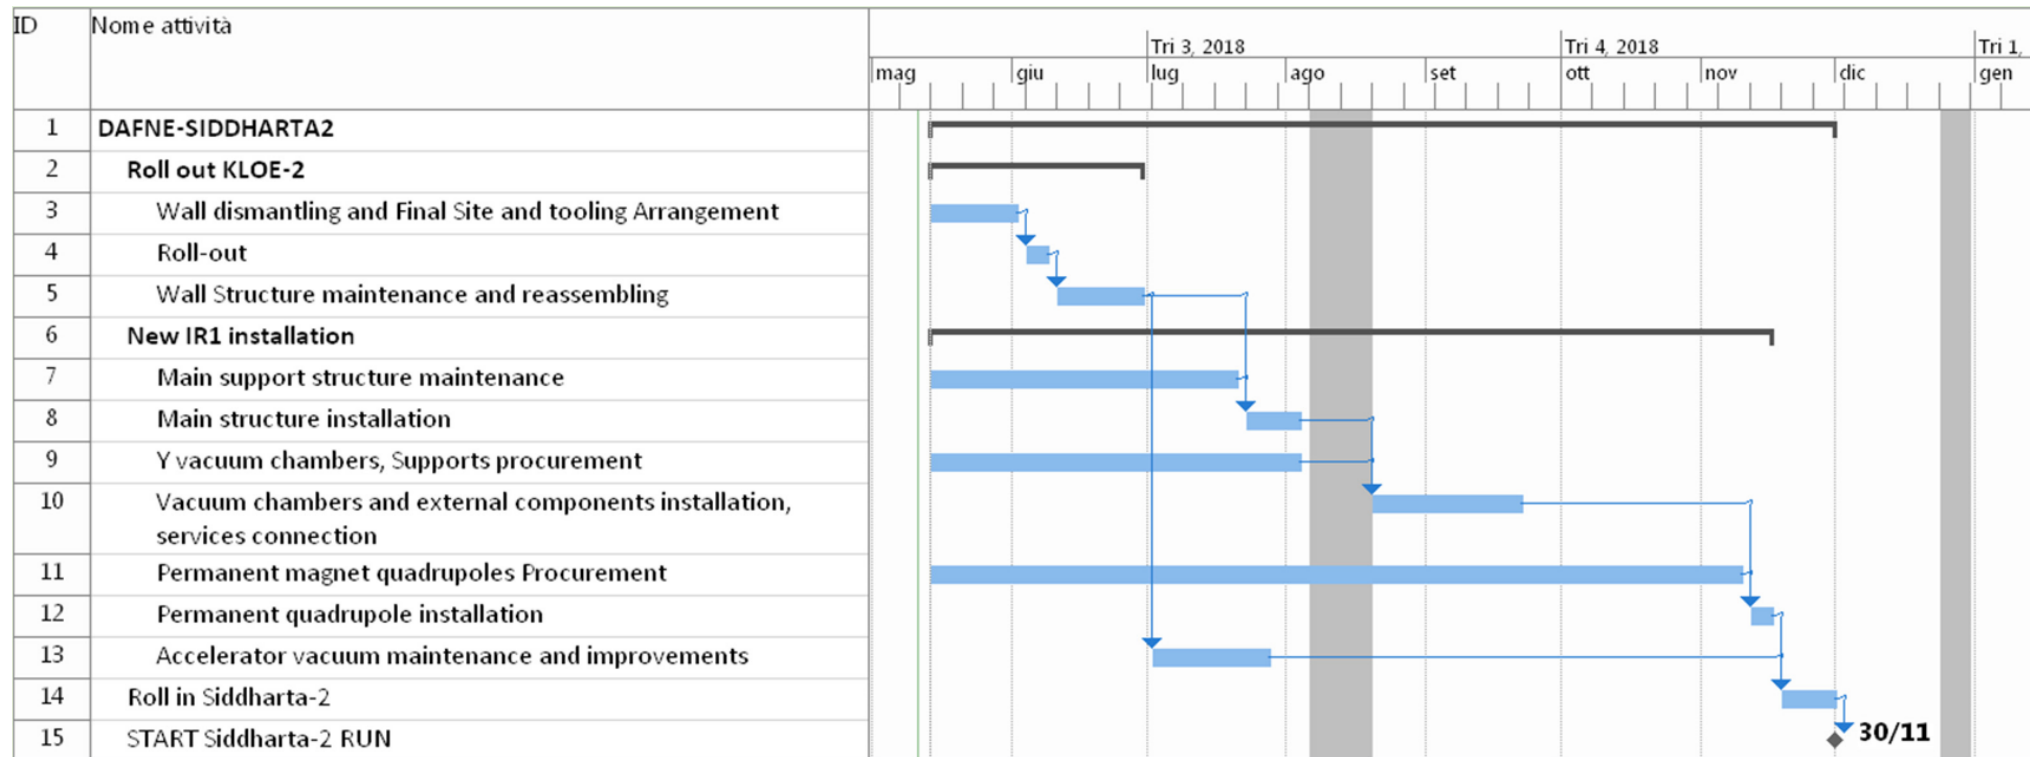 ID Nome attività
Tri 3, 2018 Tri 4, 2018 Tri 1,
mag giu lug ago set ott nov dic gen
1 DAFNE-SIDDHARTA2
2 Roll out KLOE-2
3 Wall dismantling and Final Site and tooling Arrangement
4 Roll-out
5 Wall Structure maintenance and reassembling
6 New IR1 installation
7 Main support structure maintenance
8 Main structure installation
9 Y vacuum chambers, Supports procurement
10 Vacuum chambers and external components installation,
services connection
11 Permanent magnet quadrupoles Procurement
12 Permanent quadrupole installation
13 Accelerator vacuum maintenance and improvements
14 Roll in Siddharta-2
15 START Siddharta-2 RUN 30/11